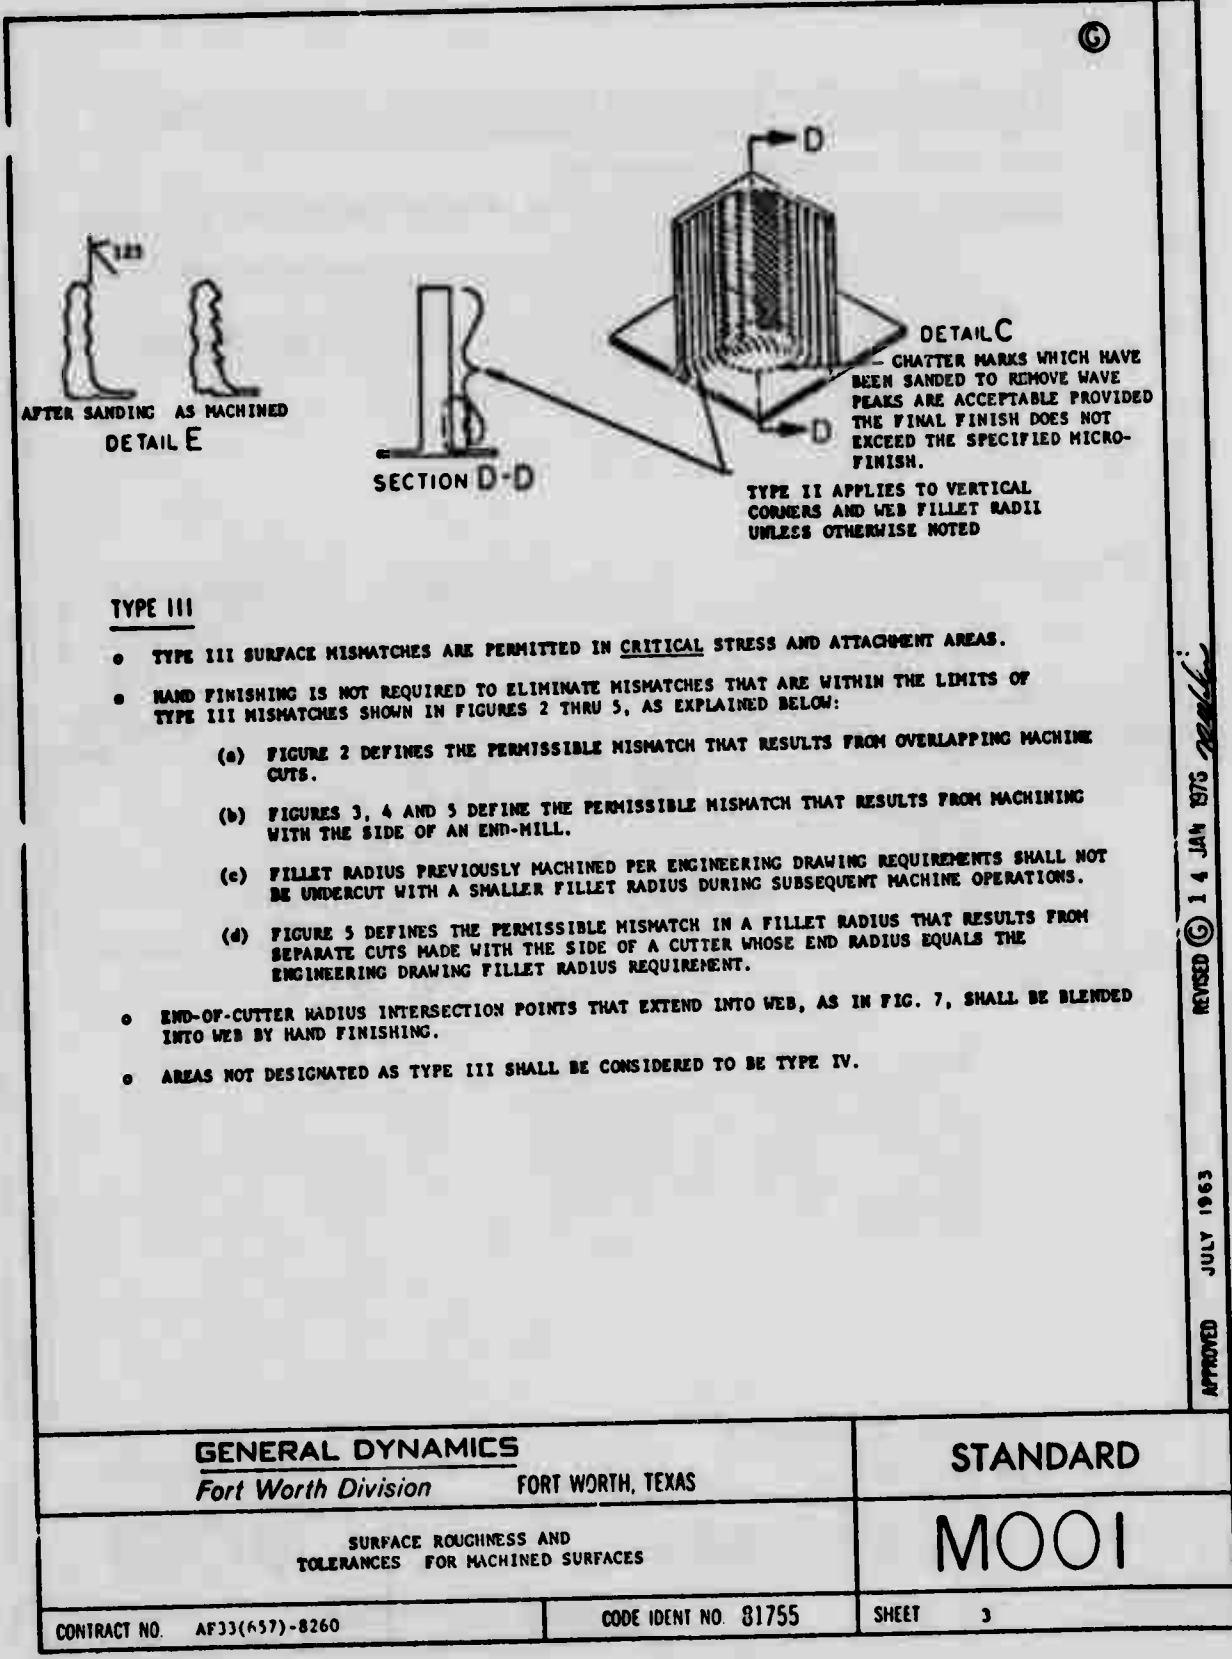 G
D
125
DETAIL C
- CHATTER MARKS WHICH HAVE
BEEN SANDED TO REMOVE WAVE
PEAKS ARE ACCEPTABLE PROVIDED
THE FINAL FINISH DOES NOT
EXCEED THE SPECIFIED MICRO-
FINISH.
AFTER SANDING AS MACHINED
DETAIL E
SECTION D-D
D
TYPE II APPLIES TO VERTICAL
CORNERS AND WEB FILLET RADII
UNLESS OTHERWISE NOTED
TYPE III
o TYPE III SURFACE MISMATCHES ARE PERMITTED IN CRITICAL STRESS AND ATTACHMENT AREAS.
o HAND FINISHING IS NOT REQUIRED TO ELIMINATE MISMATCHES THAT ARE WITHIN THE LIMITS OF
TYPE III MISMATCHES SHOWN IN FIGURES 2 THRU 5, AS EXPLAINED BELOW:
(a) FIGURE 2 DEFINES THE PERMISSIBLE MISMATCH THAT RESULTS FROM OVERLAPPING MACHINE
CUTS.
(b) FIGURES 3, 4 AND 5 DEFINE THE PERMISSIBLE MISMATCH THAT RESULTS FROM MACHINING
WITH THE SIDE OF AN END-MILL.
(c) FILLET RADIUS PREVIOUSLY MACHINED PER ENGINEERING DRAWING REQUIREMENTS SHALL NOT
BE UNDERCUT WITH A SMALLER FILLET RADIUS DURING SUBSEQUENT MACHINE OPERATIONS.
(d) FIGURE 5 DEFINES THE PERMISSIBLE MISMATCH IN A FILLET RADIUS THAT RESULTS FROM
SEPARATE CUTS MADE WITH THE SIDE OF A CUTTER WHOSE END RADIUS EQUALS THE
ENGINEERING DRAWING FILLET RADIUS REQUIREMENT.
o END-OF-CUTTER RADIUS INTERSECTION POINTS THAT EXTEND INTO WEB, AS IN FIG. 7, SHALL BE BLENDED
INTO WEB BY HAND FINISHING.
o AREAS NOT DESIGNATED AS TYPE III SHALL BE CONSIDERED TO BE TYPE IV.
REVISED G 14 JAN 1976
APPROVED JULY 1963
GENERAL DYNAMICS
Fort Worth Division FORT WORTH, TEXAS
STANDARD
SURFACE ROUGHNESS AND
TOLERANCES FOR MACHINED SURFACES
M001
CONTRACT NO. AF33(657)-8260
CODE IDENT NO. 81755
SHEET 3